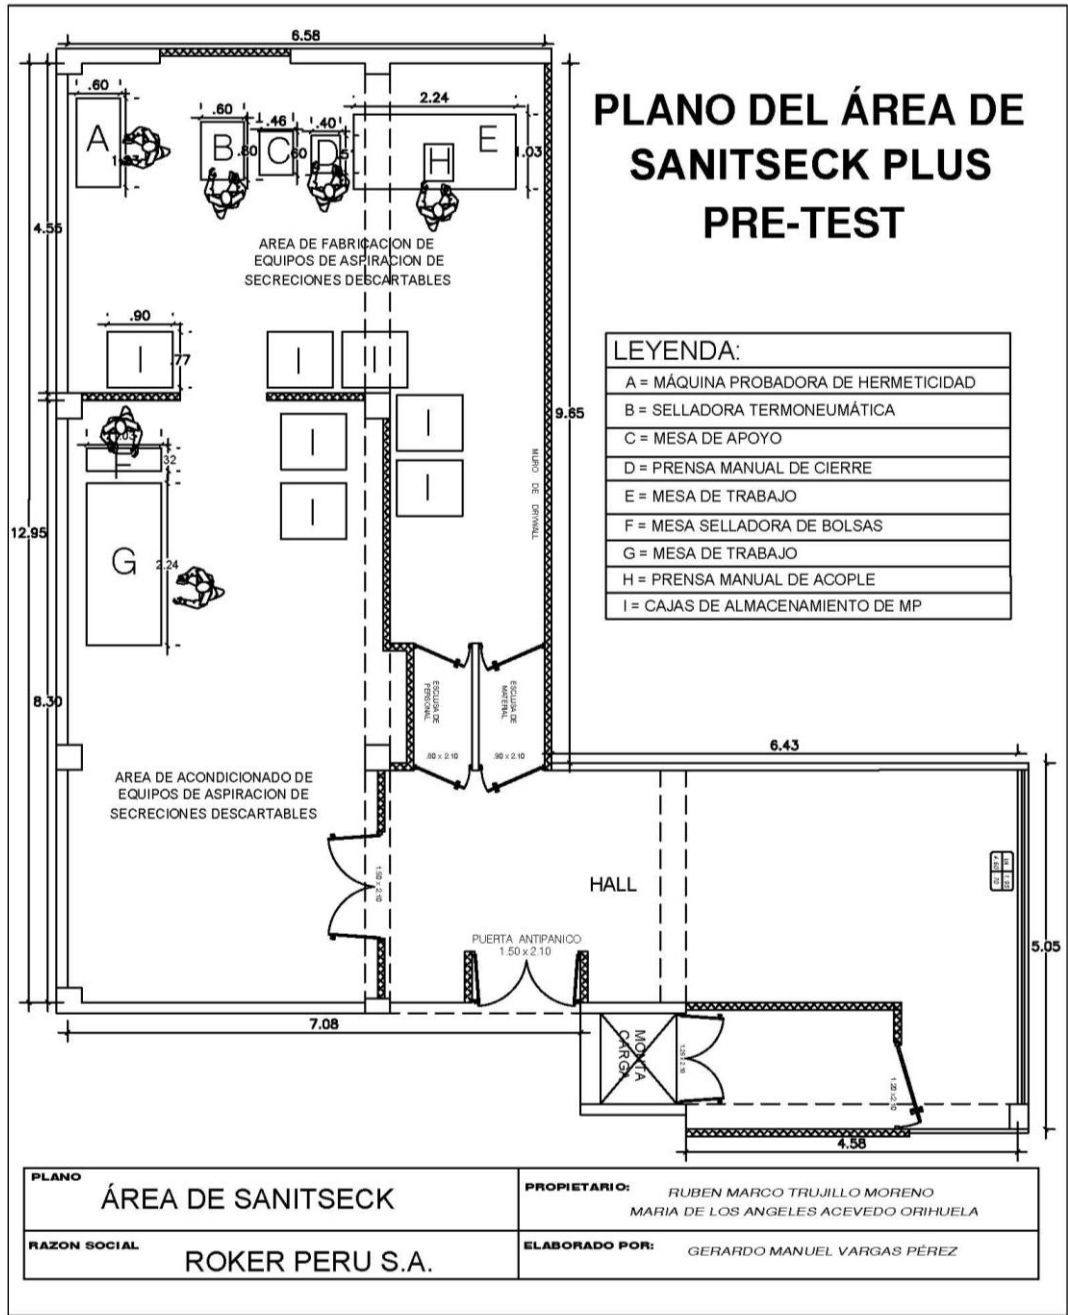 6.58
PLANO DEL ÁREA DE
SANITSECK PLUS
PRE-TEST
.60
.60
.46
.40
2.24
A
B
.80
C
.60
D
E
H
1.03
4.55
AREA DE FABRICACION DE
EQUIPOS DE ASPIRACION DE
SECRECIONES DESCARTABLES
.90
I
.77
I
I
LEYENDA:
A = MÁQUINA PROBADORA DE HERMETICIDAD
B = SELLADORA TERMONEUMÁTICA
C = MESA DE APOYO
D = PRENSA MANUAL DE CIERRE
E = MESA DE TRABAJO
F = MESA SELLADORA DE BOLSAS
G = MESA DE TRABAJO
H = PRENSA MANUAL DE ACOPLE
I = CAJAS DE ALMACENAMIENTO DE MP
9.65
I
I
I
I
F
.32
MURO DE DRYWALL
12.95
G
2.24
8.30
ESCLUSA DE
PERSONAL
.80 x 2.10
ESCLUSA DE
MATERIAL
.90 x 2.10
6.43
AREA DE ACONDICIONADO DE
EQUIPOS DE ASPIRACION DE
SECRECIONES DESCARTABLES
1.50 x 2.10
HALL
PUERTA ANTIPANICO
1.50 x 2.10
5.05
7.08
MONTA
CARGA
1.20 x 2.10
4.58
PLANO
ÁREA DE SANITSECK
PROPIETARIO:
RUBEN MARCO TRUJILLO MORENO
MARIA DE LOS ANGELES ACEVEDO ORIHUELA
RAZON SOCIAL
ROKER PERU S.A.
ELABORADO POR:
GERARDO MANUEL VARGAS PÉREZ